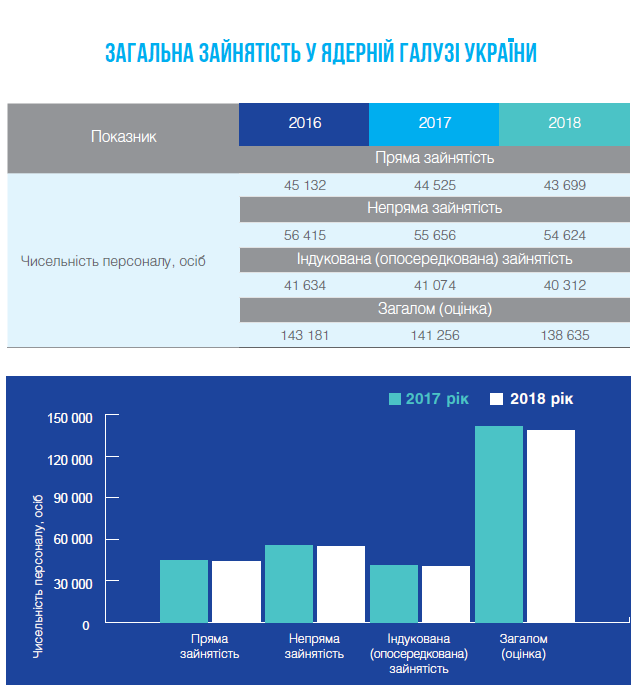 ЗАГАЛЬНА ЗАЙНЯТІСТЬ У ЯДЕРНІЙ ГАЛУЗІ УКРАЇНИ
Показник 2016 2017 2018
Пряма зайнятість
45 132 44 525 43 699
Непряма зайнятість
56 415 55 656 54 624
Чисельність персоналу, осіб
Індукована (опосередкована) зайнятість
41 634 41 074 40 312
Загалом (оцінка)
143 181 141 256 138 635
2017 рік 2018 рік
Чисельність персоналу, осіб
150 000
120 000
90 000
60 000
30 000
0
Пряма
зайнятість
Непряма
зайнятість
Індукована
(опосередкована)
зайнятість
Загалом
(оцінка)